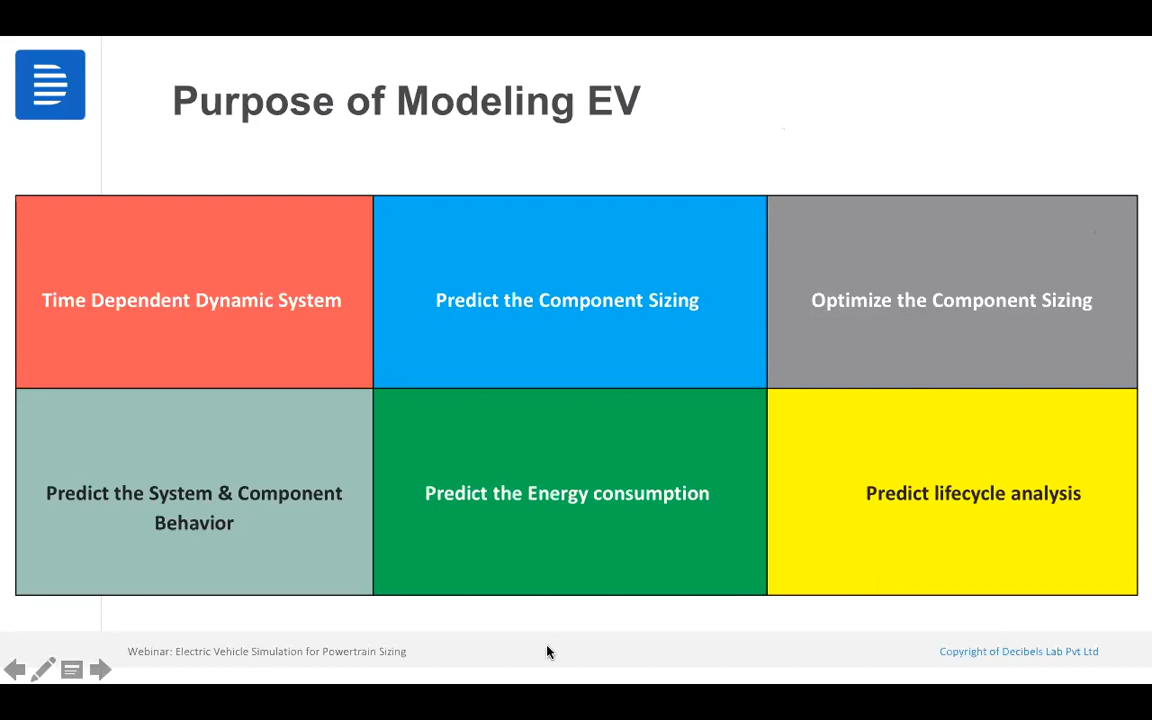 Purpose of Modeling EV
Time Dependent Dynamic System
Predict the Component Sizing
Optimize the Component Sizing
Predict the System & Component
Behavior
Predict the Energy consumption
Predict lifecycle analysis
Webinar: Electric Vehicle Simulation for Powertrain Sizing
Copyright of Decibels Lab Pvt Ltd